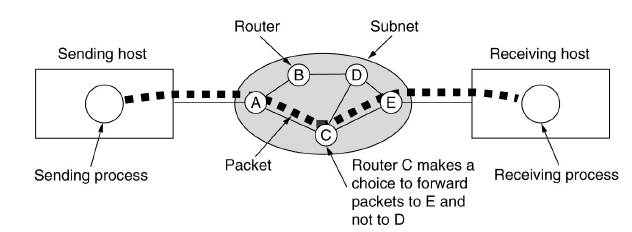 Router
Subnet
Sending host
Receiving host
B
D
A
E
C
Packet
Sending process
Router C makes a
choice to forward
packets to E and
not to D
Receiving process